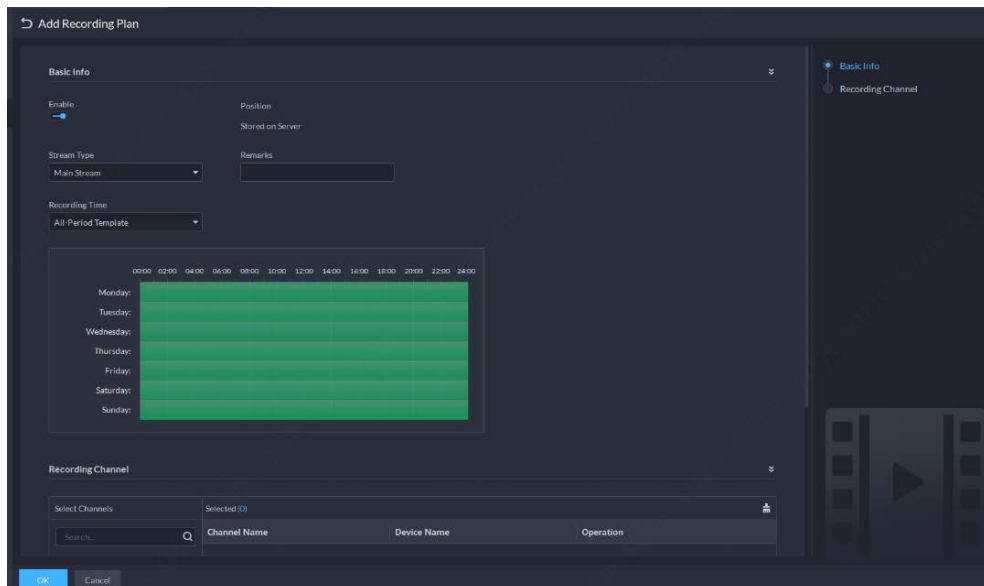 Add Recording Plan
Basic Info
Enable
Position
Stored on Server
Stream Type
Remarks
Main Stream
Recording Time
All-Period Template
00:00 02:00 04:00 06:00 08:00 10:00 12:00 14:00 16:00 18:00 20:00 22:00 24:00
Monday:
Tuesday:
Wednesday:
Thursday:
Friday:
Saturday:
Sunday:
Recording Channel
Select Channels
Selected (0)
Search...
Channel Name Device Name Operation
OK Cancel
Basic Info
Recording Channel